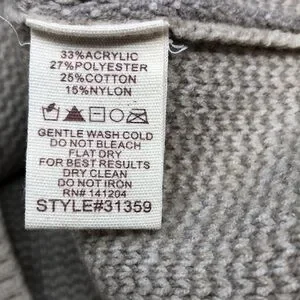 33%ACRYLIC
27%POLYESTER
25%COTTON
15%NYLON
GENTLE WASH COLD
DO NOT BLEACH
FLAT DRY
FOR BEST RESULTS
DRY CLEAN
DO NOT IRON
RN# 141204
STYLE#31359